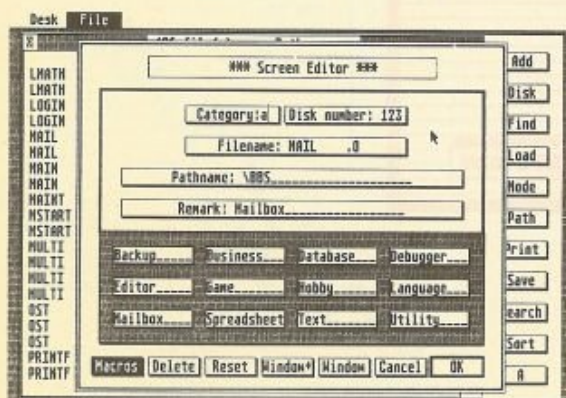 Desk File
*** Screen Editor ***
Category:a Disk number: 123
Filename: MAIL .O
Pathname: \BBS
Remark: Mailbox
Backup Business Database Debugger
Editor Game Hobby Language
Mailbox Spreadsheet Text Utility
Macros Delete Reset Window+ Window Cancel OK
LMATH
LMATH
LOGIN
LOGIN
MAIL
MAIL
MAIN
MAIN
MAINT
MSTART
MSTART
MULTI
MULTI
MULTI
MULTI
OST
OST
OST
PRINTF
PRINTF
Add
Disk
Find
Load
Mode
Path
Print
Save
earch
Sort
A